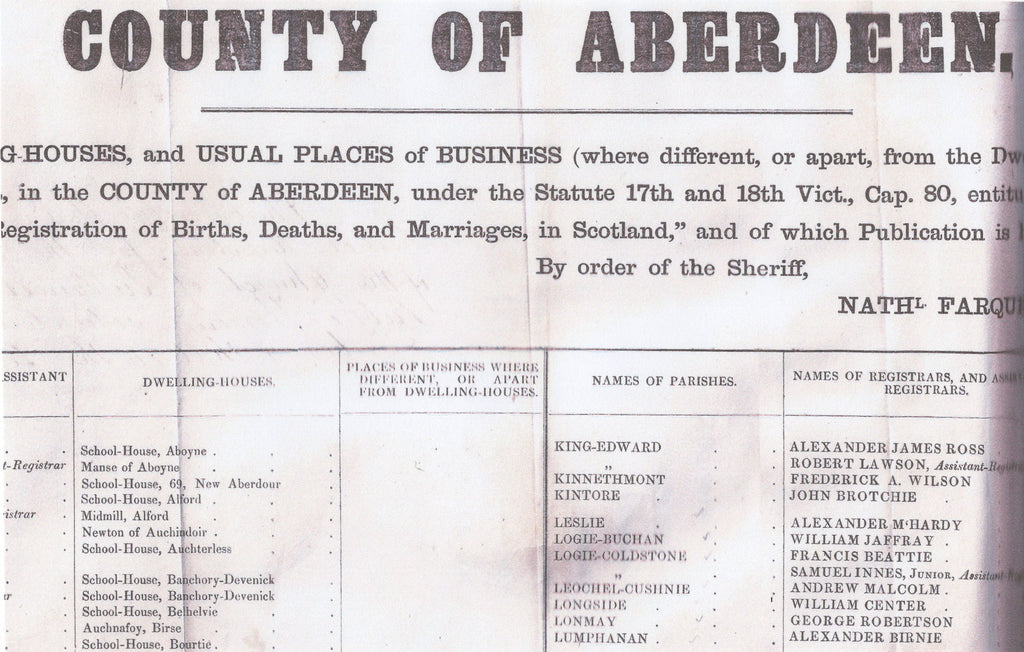 COUNTY OF ABERDEEN.
G-HOUSES, and USUAL PLACES of BUSINESS (where different, or apart, from the Dw
, in the COUNTY of ABERDEEN, under the Statute 17th and 18th Vict., Cap. 80, entitu
egistration of Births, Deaths, and Marriages, in Scotland,” and of which Publication is
By order of the Sheriff,
NATHL FARQU
SSISTANT
DWELLING-HOUSES.
PLACES OF BUSINESS WHERE
DIFFERENT, OR APART
FROM DWELLING-HOUSES.
NAMES OF PARISHES.
NAMES OF REGISTRARS, AND ASSI
REGISTRARS.
. School-House, Aboyne . .
t-Registrar Manse of Aboyne . . .
School-House, 69, New Aberdour
. School-House, Alford . . .
istrar . Midmill, Alford . . .
. Newton of Auchindoir . . .
. School-House, Auchterless .
. School-House, Banchory-Devenick
r . School-House, Banchory-Devenick
. School-House, Belhelvie . .
. Auchnafoy, Birse . . .
. School-House, Bourtie . . .
KING-EDWARD . . ALEXANDER JAMES ROSS
„ . . ROBERT LAWSON, Assistant-Reg
KINNETHMONT . . FREDERICK A. WILSON
KINTORE . . . JOHN BROTCHIE .
LESLIE . . . ALEXANDER M‘HARDY
LOGIE-BUCHAN . . WILLIAM JAFFRAY .
LOGIE-COLDSTONE . . FRANCIS BEATTIE .
„ . . SAMUEL INNES, JUNIOR, Assistant-
LEOCHEL-CUSHNIE . . ANDREW MALCOLM .
LONGSIDE . . . WILLIAM CENTER .
LONMAY . . . GEORGE ROBERTSON
LUMPHANAN . . . ALEXANDER BIRNIE